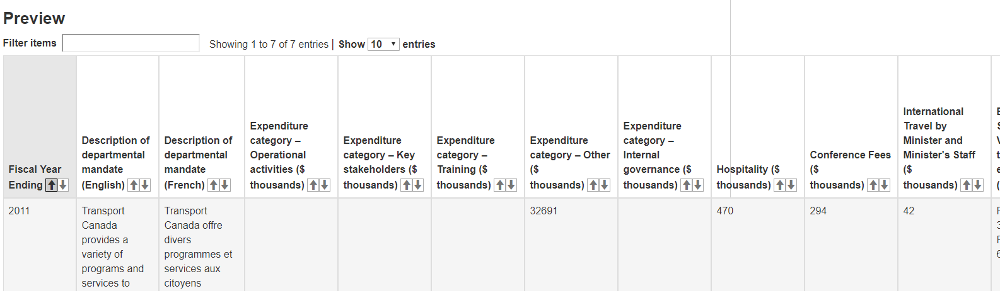 Preview
Filter items
Showing 1 to 7 of 7 entries | Show 10 entries
Fiscal Year
Ending
Description of
departmental
mandate
(English)
Description of
departmental
mandate
(French)
Expenditure
category –
Operational
activities ($
thousands)
Expenditure
category – Key
stakeholders ($
thousands)
Expenditure
category –
Training ($
thousands)
Expenditure
category – Other
($
thousands)
Expenditure
category –
Internal
governance ($
thousands)
Hospitality ($
thousands)
Conference Fees
($
thousands)
International
Travel by
Minister and
Minister's Staff
($
thousands)
2011
Transport
Canada
provides a
variety of
programs and
services to
Transport
Canada offre
divers
programmes et
services aux
citoyens
32691
470
294
42